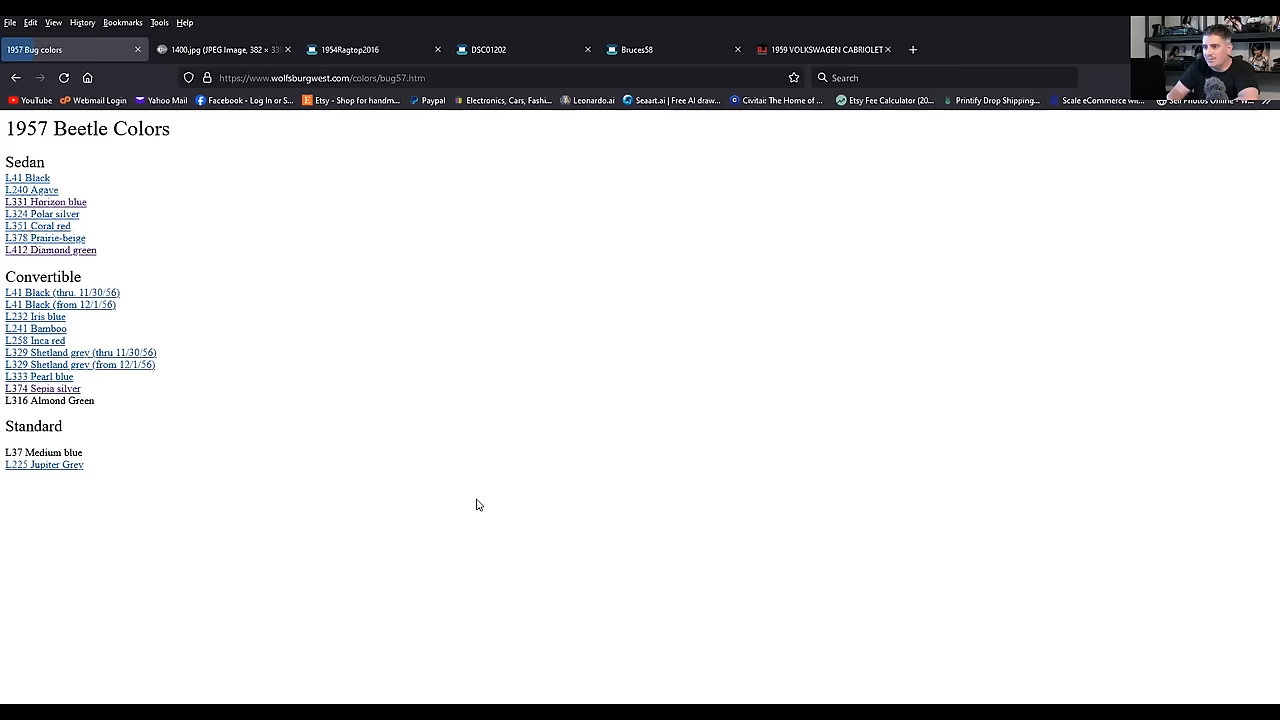 File Edit View History Bookmarks Tools Help
1957 Bug colors
1400.jpg (JPEG Image, 382 × 33
1954Ragtop2016
DSC01202
Bruces58
1959 VOLKSWAGEN CABRIOLET
https://www.wolfsburgwest.com/colors/bug57.htm
Search
YouTube Webmail Login Yahoo Mail Facebook - Log In or S... Etsy - Shop for handm... Paypal Electronics, Cars, Fashi... Leonardo.ai Seaart.ai | Free AI draw... Civitai: The Home of ... Etsy Fee Calculator (20... Printify Drop Shipping... Scale eCommerce wi... Sell Photos Online -
1957 Beetle Colors
Sedan
L41 Black
L240 Agave
L331 Horizon blue
L324 Polar silver
L351 Coral red
L378 Prairie-beige
L412 Diamond green
Convertible
L41 Black (thru. 11/30/56)
L41 Black (from 12/1/56)
L232 Iris blue
L241 Bamboo
L258 Inca red
L329 Shetland grey (thru 11/30/56)
L329 Shetland grey (from 12/1/56)
L333 Pearl blue
L374 Sepia silver
L316 Almond Green
Standard
L37 Medium blue
L225 Jupiter Grey